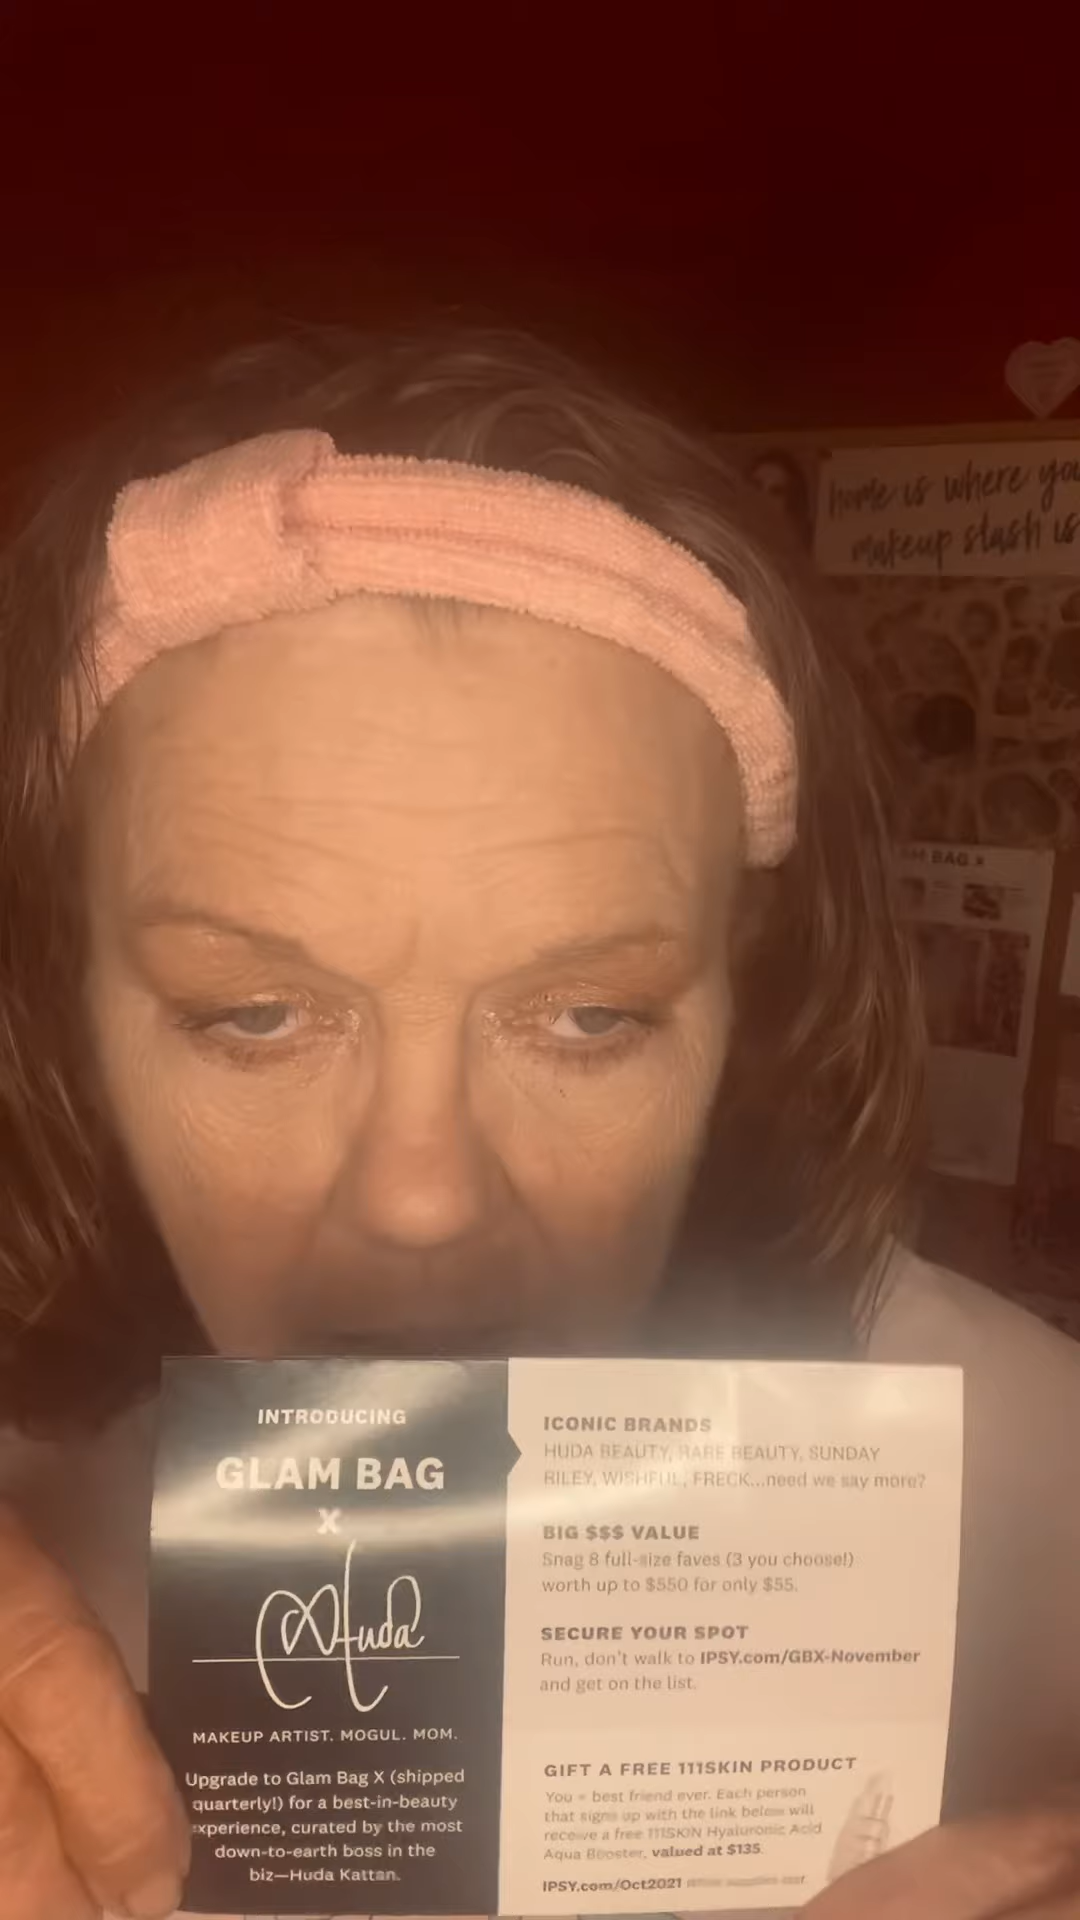 home is where you
makeup stash is
BAG X
INTRODUCING
GLAM BAG
X
Huda
MAKEUP ARTIST. MOGUL. MOM.
Upgrade to Glam Bag X (shipped
quarterly!) for a best-in-beauty
experience, curated by the most
down-to-earth boss in the
biz—Huda Kattan.
ICONIC BRANDS
HUDA BEAUTY, RARE BEAUTY, SUNDAY
RILEY, WISHFUL, FRECK...need we say more?
BIG $$$ VALUE
Snag 8 full-size faves (3 you choose!)
worth up to $550 for only $55.
SECURE YOUR SPOT
Run, don't walk to IPSY.com/GBX-November
and get on the list.
GIFT A FREE 111SKIN PRODUCT
You = best friend ever. Each person
that signs up with the link below will
receive a free 111SKIN Hyaluronic Acid
Aqua Booster, valued at $135.
IPSY.com/Oct2021